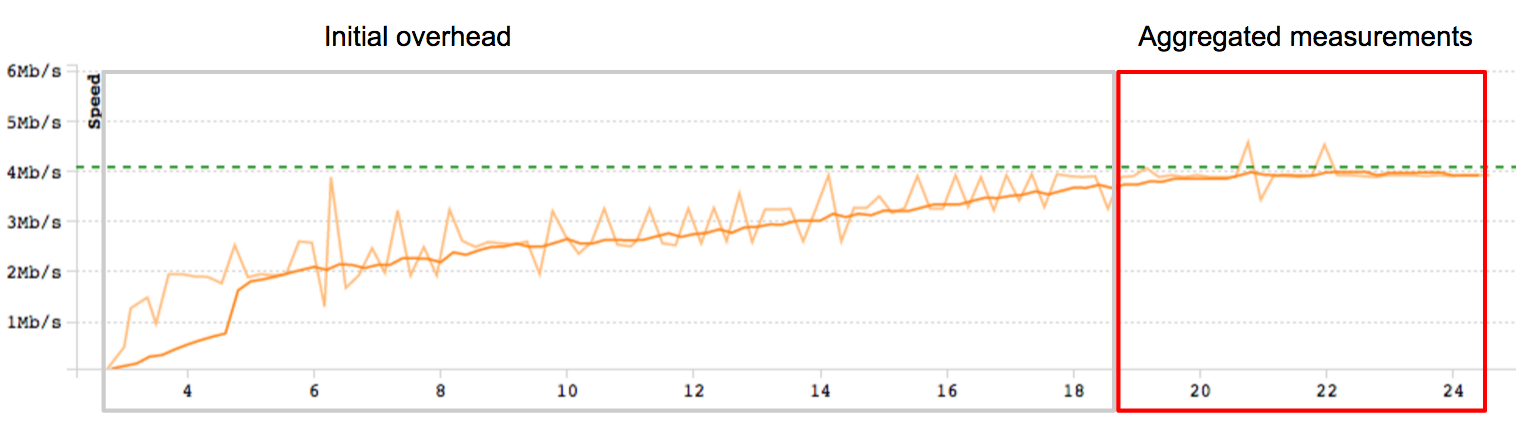 Initial overhead
Aggregated measurements
6Mb/s
Speed
5Mb/s
4Mb/s
3Mb/s
2Mb/s
1Mb/s
4 6 8 10 12 14 16 18 20 22 24